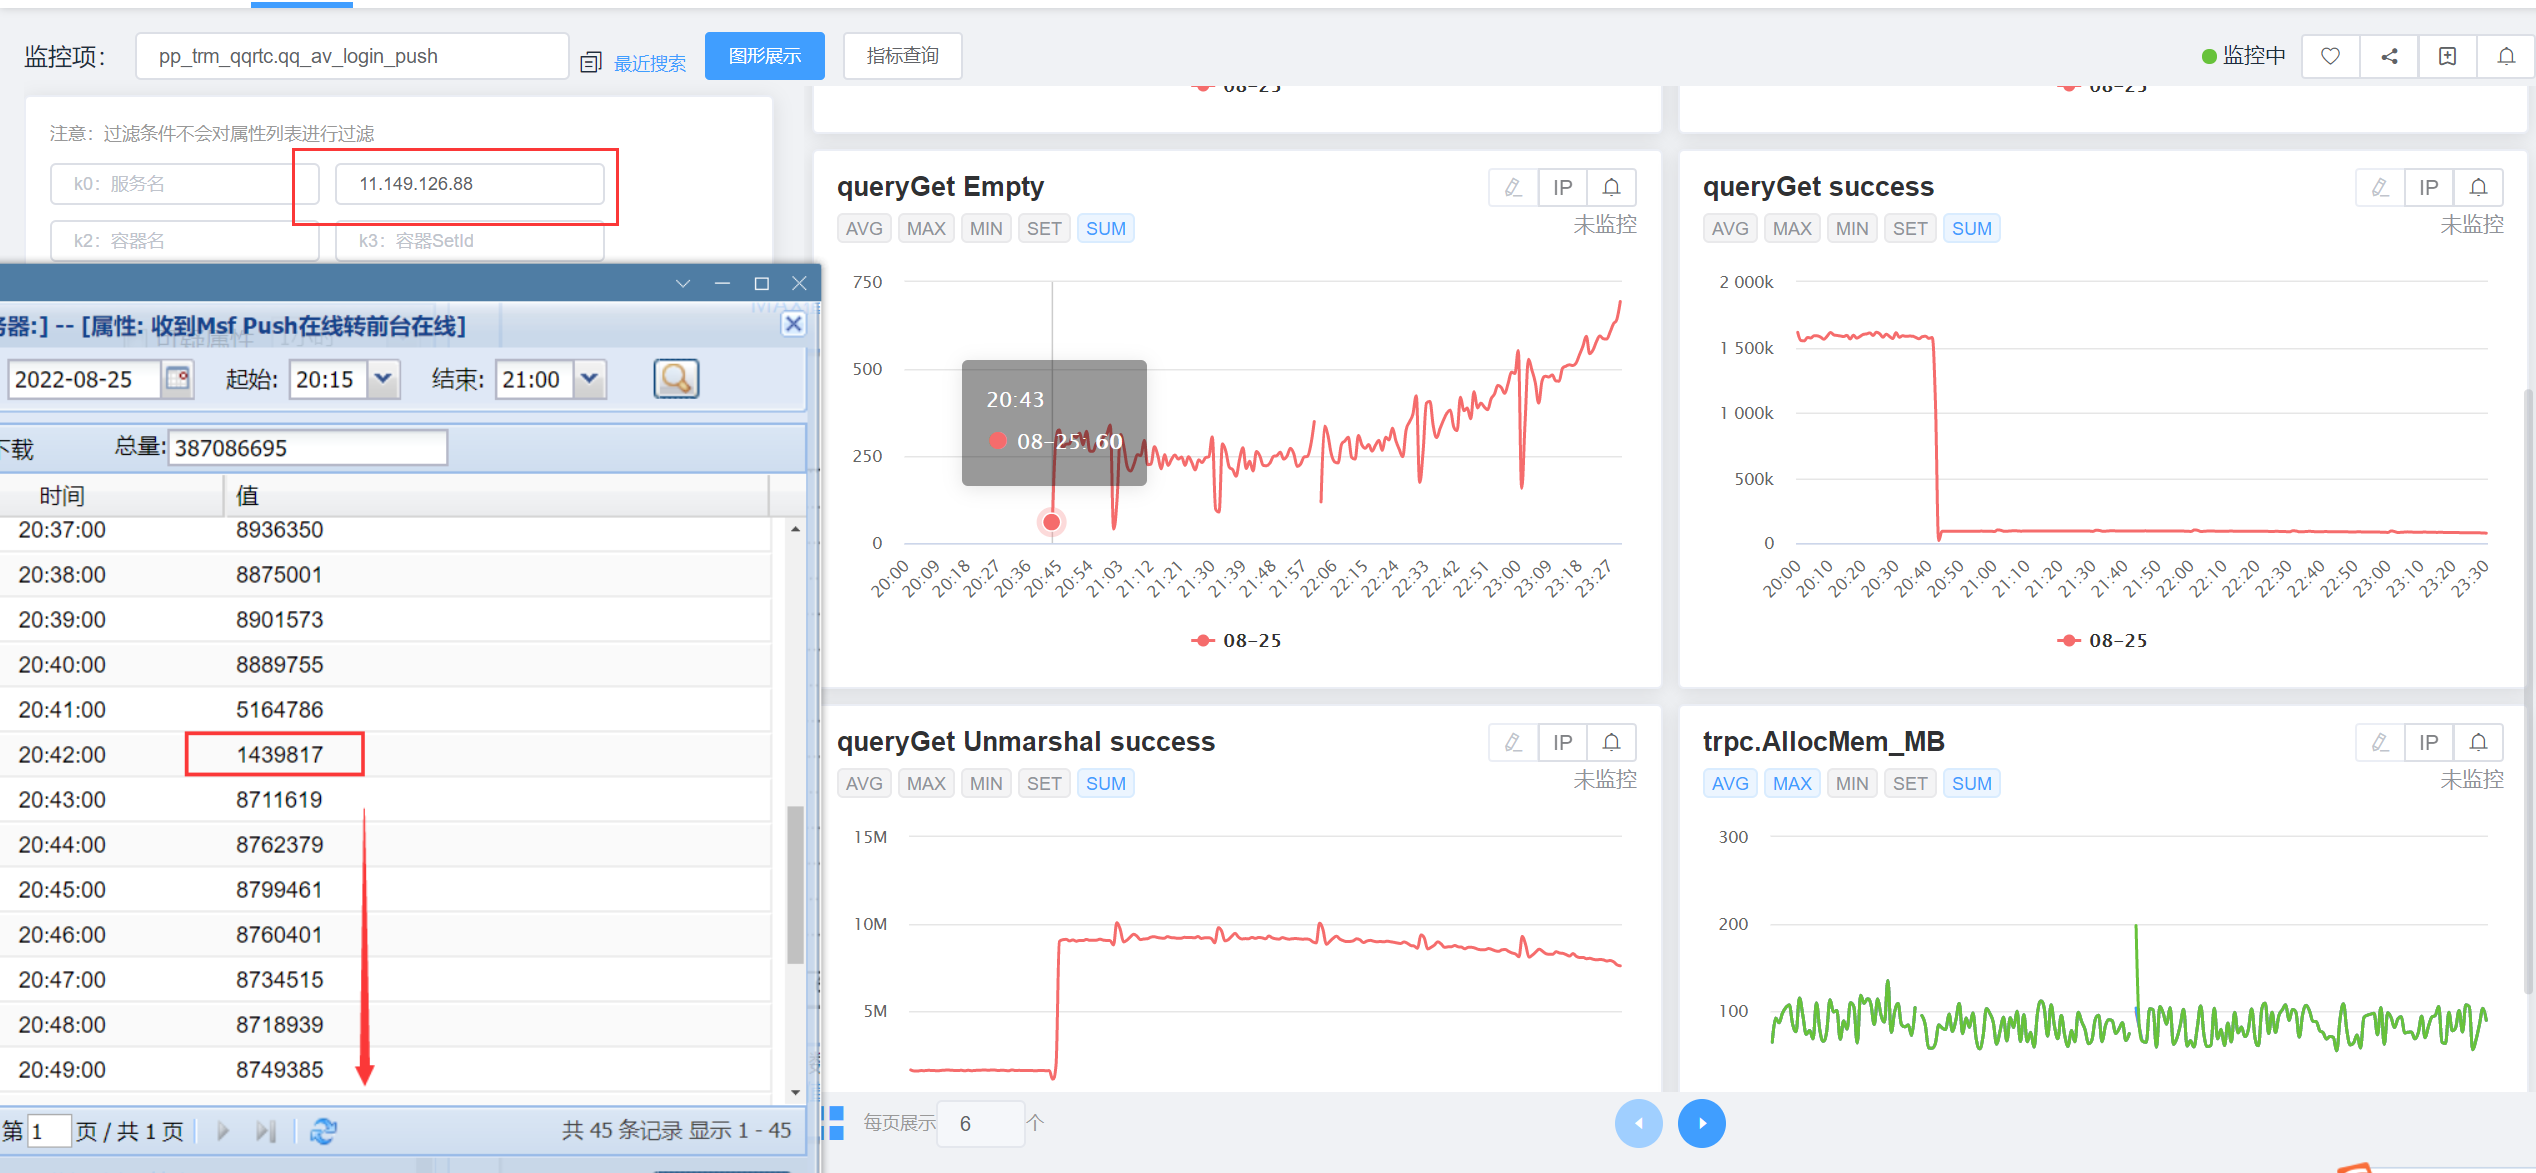 监控项：
pp_trm_qqrtc.qq_av_login_push
最近搜索
图形展示
指标查询
监控中
注意：过滤条件不会对属性列表进行过滤
k0：服务名
11.149.126.88
k2：容器名
k3：容器SetId
08-25
08-25
务器:] -- [属性: 收到Msf Push在线转前台在线]
2022-08-25
起始:
20:15
结束:
21:00
下载
总量:
387086695
时间
值
20:37:00 8936350
20:38:00 8875001
20:39:00 8901573
20:40:00 8889755
20:41:00 5164786
20:42:00 1439817
20:43:00 8711619
20:44:00 8762379
20:45:00 8799461
20:46:00 8760401
20:47:00 8734515
20:48:00 8718939
20:49:00 8749385
第 1 页 / 共 1 页
共 45 条记录 显示 1 - 45
queryGet Empty
IP
AVG MAX MIN SET SUM
未监控
750
500
250
0
20:43
08-25: 60
20:00 20:09 20:18 20:27 20:36 20:45 20:54 21:03 21:12 21:21 21:30 21:39 21:48 21:57 22:06 22:15 22:24 22:33 22:42 22:51 23:00 23:09 23:18 23:27
08-25
queryGet success
IP
AVG MAX MIN SET SUM
未监控
2 000k
1 500k
1 000k
500k
0
20:00 20:10 20:20 20:30 20:40 20:50 21:00 21:10 21:20 21:30 21:40 21:50 22:00 22:10 22:20 22:30 22:40 22:50 23:00 23:10 23:20 23:30
08-25
queryGet Unmarshal success
IP
AVG MAX MIN SET SUM
未监控
15M
10M
5M
trpc.AllocMem_MB
IP
AVG MAX MIN SET SUM
未监控
300
200
100
每页展示 6 个